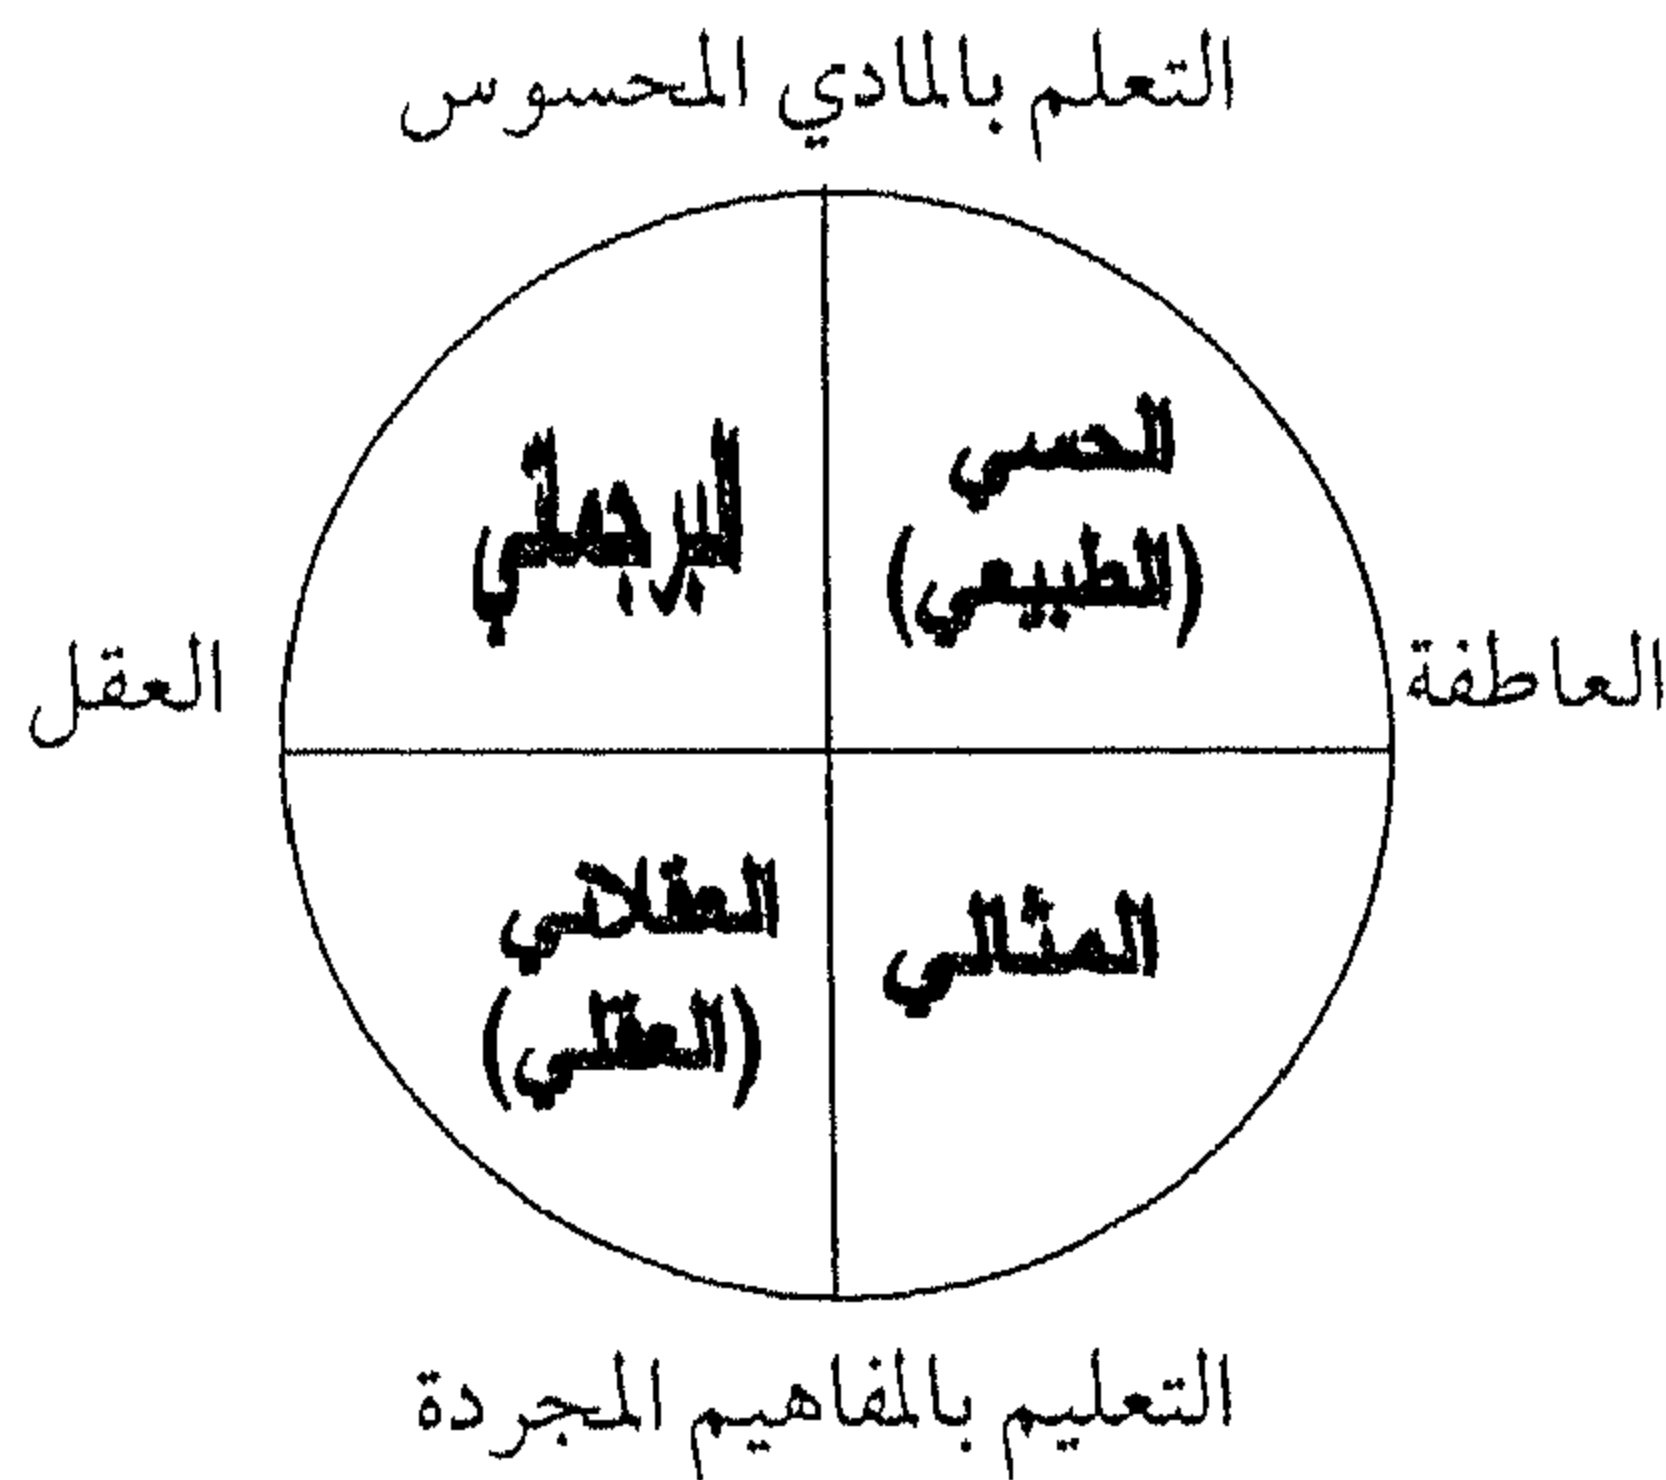 التعلم بالمادي المحسوس
الحسي
(الطبيعي)
البرجماتي
العاطفة
العقل
المثالي
العقلاني
(العقلي)
التعليم بالمفاهيم المجردة